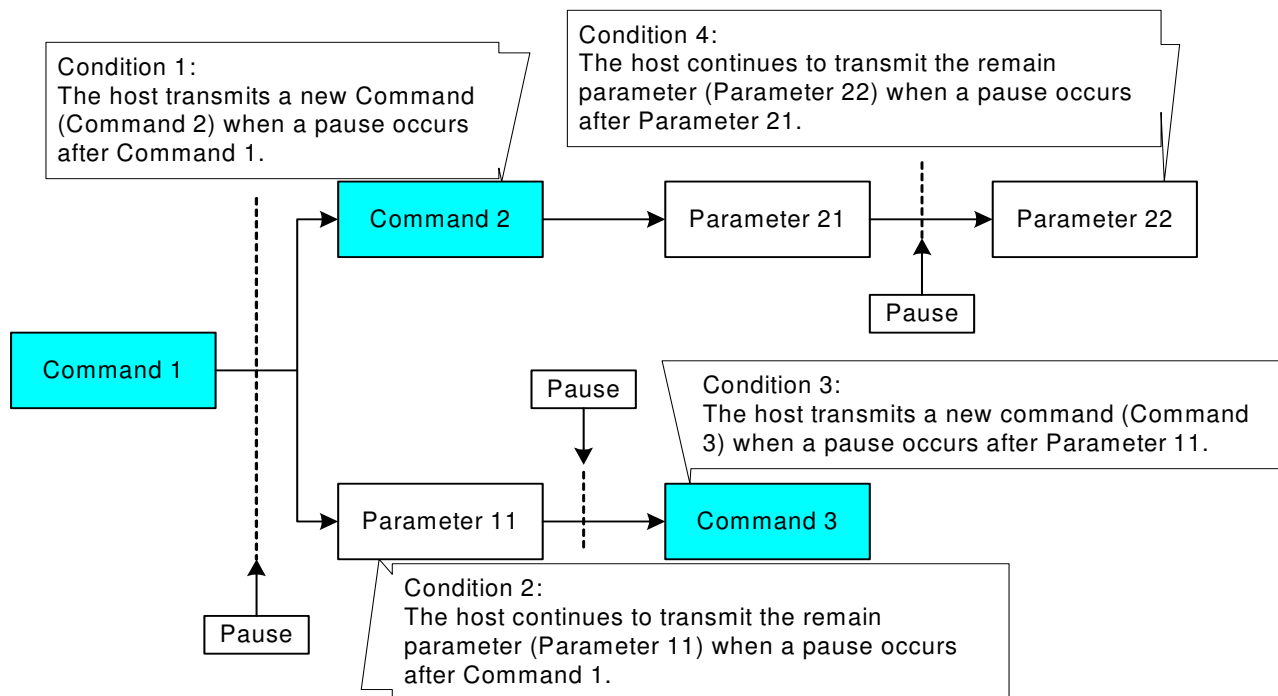 Condition 1:
The host transmits a new Command
(Command 2) when a pause occurs
after Command 1.
Condition 4:
The host continues to transmit the remain
parameter (Parameter 22) when a pause occurs
after Parameter 21.
Command 2
Parameter 21
Parameter 22
Pause
Command 1
Pause
Condition 3:
The host transmits a new command (Command
3) when a pause occurs after Parameter 11.
Parameter 11
Command 3
Condition 2:
The host continues to transmit the remain
parameter (Parameter 11) when a pause occurs
after Command 1.
Pause